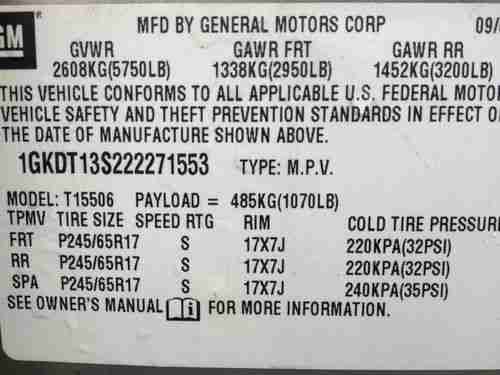 GM
MFD BY GENERAL MOTORS CORP 09/
GVWR GAWR FRT GAWR RR
2608KG(5750LB) 1338KG(2950LB) 1452KG(3200LB)
THIS VEHICLE CONFORMS TO ALL APPLICABLE U.S. FEDERAL MOTO
VEHICLE SAFETY AND THEFT PREVENTION STANDARDS IN EFFECT O
THE DATE OF MANUFACTURE SHOWN ABOVE.
1GKDT13S222271553 TYPE: M.P.V.
MODEL: T15506 PAYLOAD = 485KG(1070LB)
TPMV TIRE SIZE SPEED RTG RIM COLD TIRE PRESSURE
FRT P245/65R17 S 17X7J 220KPA(32PSI)
RR P245/65R17 S 17X7J 220KPA(32PSI)
SPA P245/65R17 S 17X7J 240KPA(35PSI)
SEE OWNER'S MANUAL i FOR MORE INFORMATION.